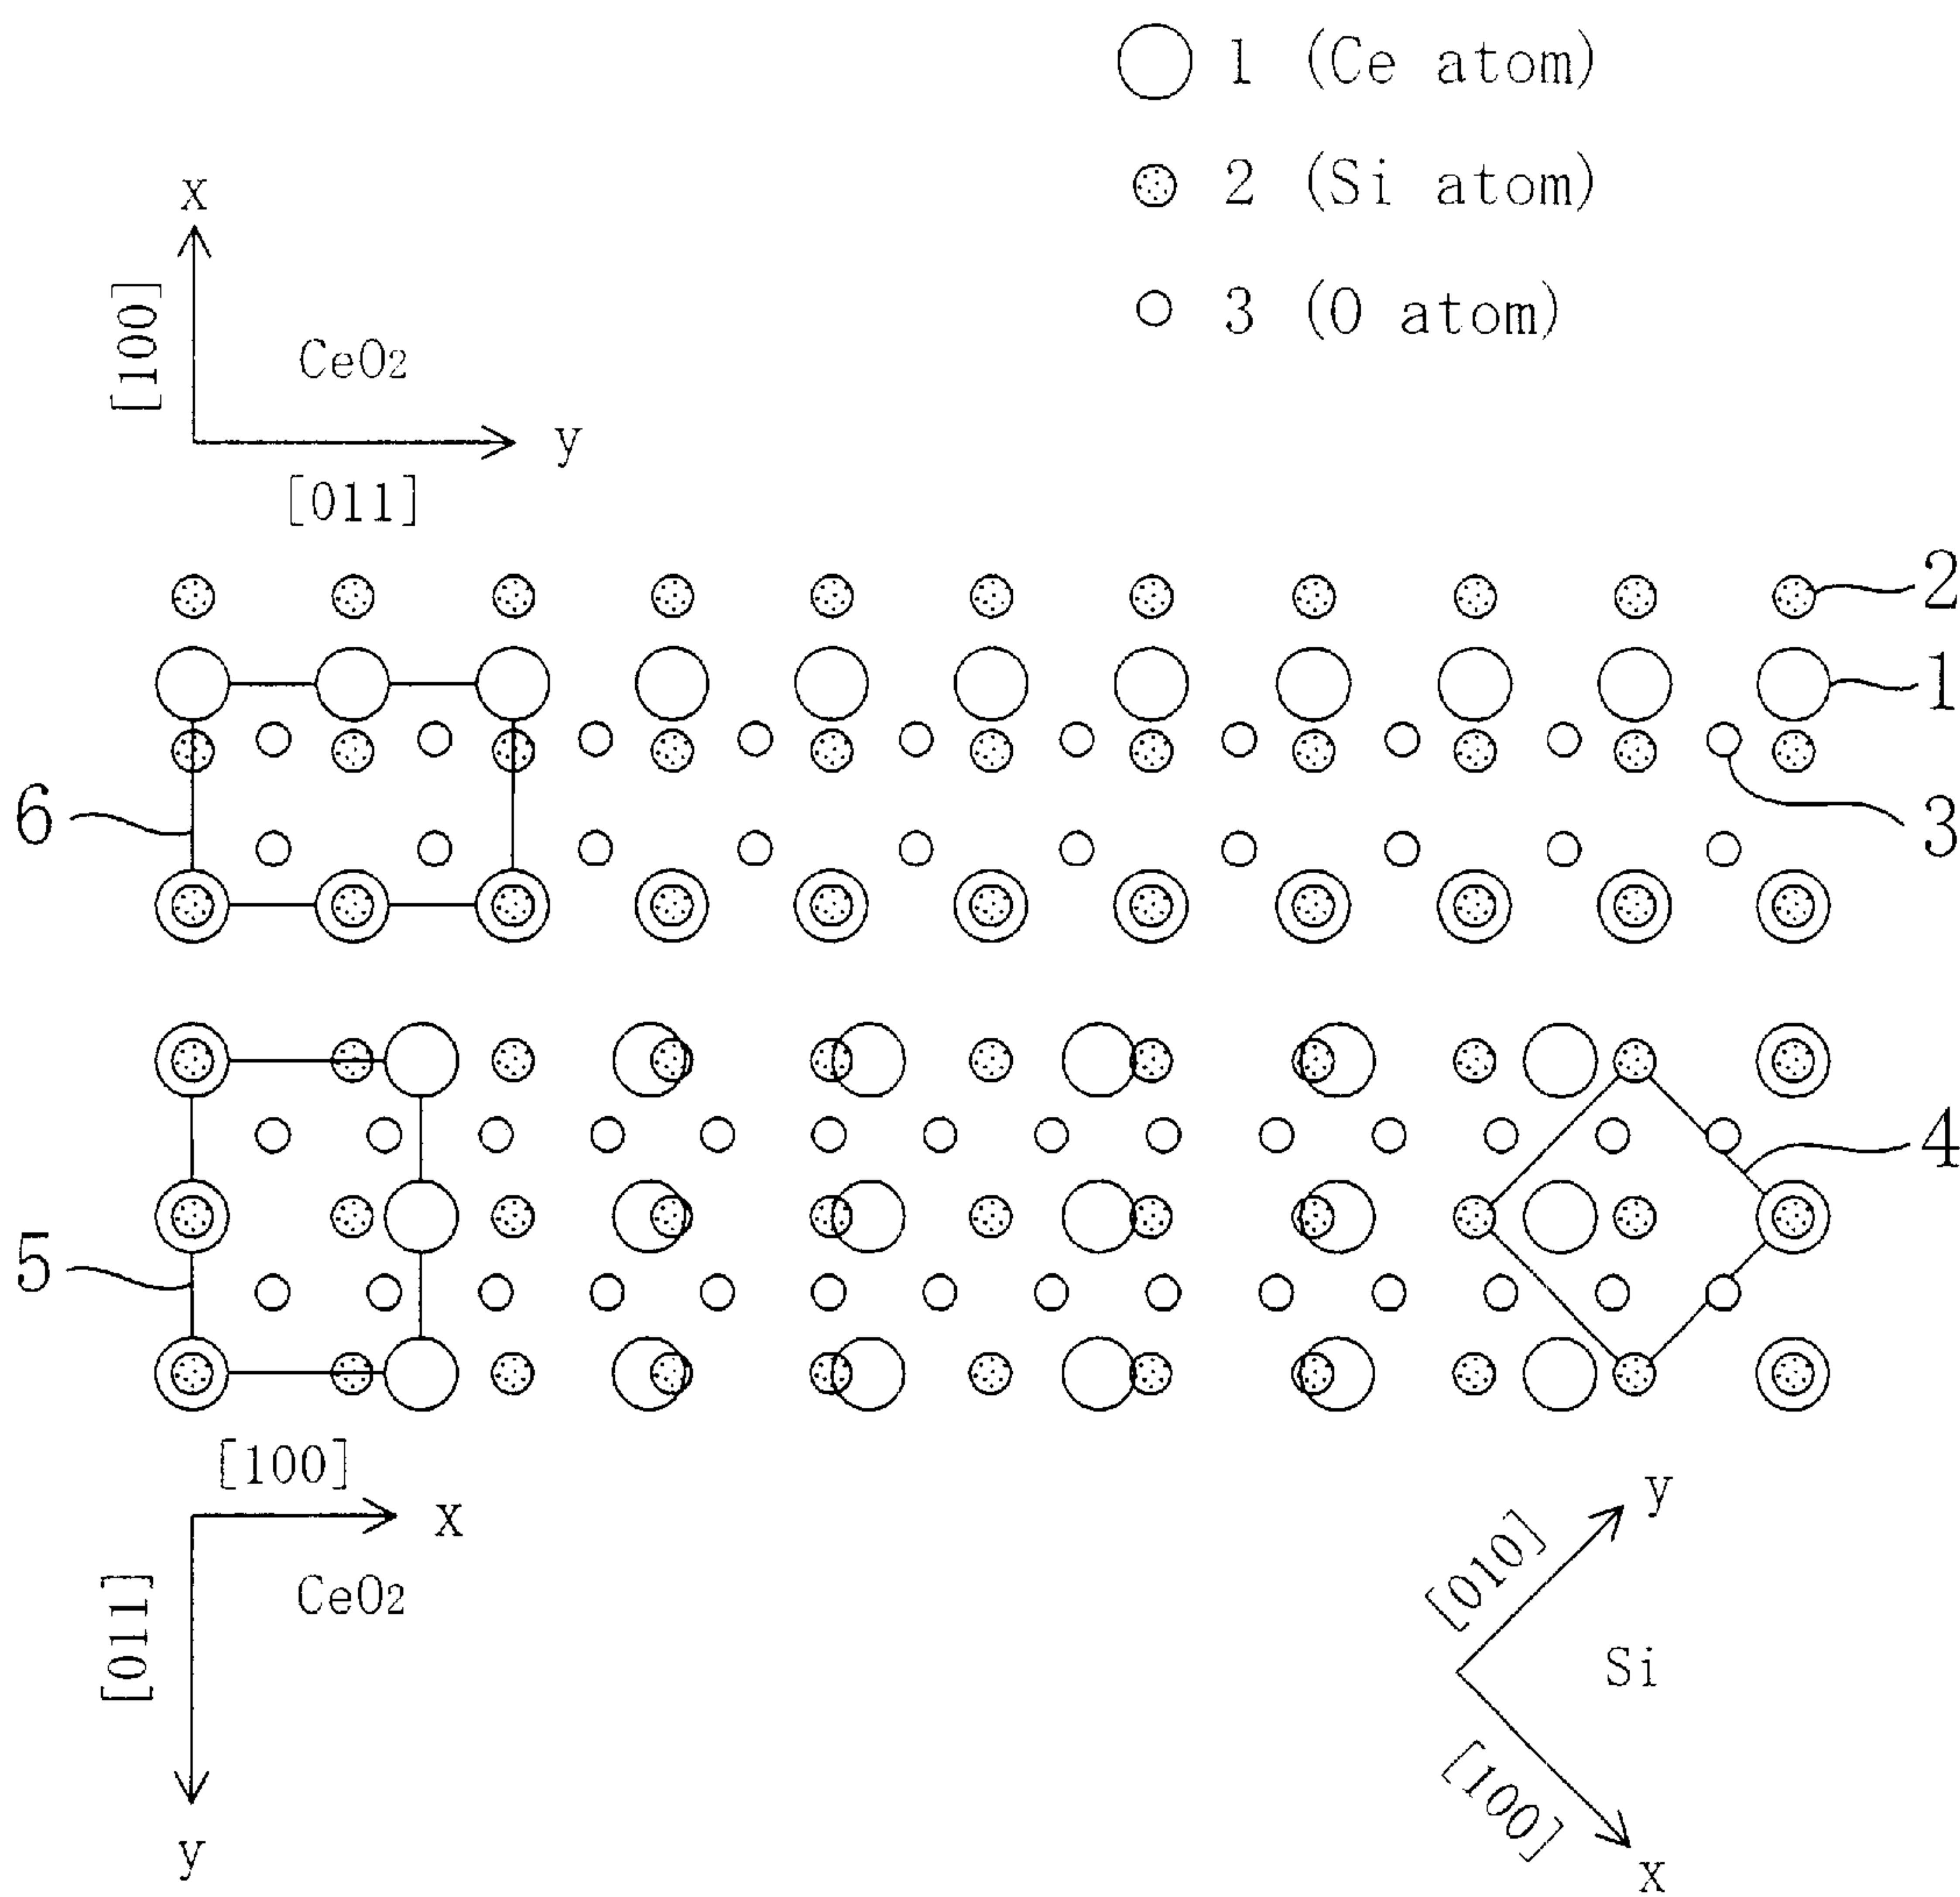 1 (Ce atom)
2 (Si atom)
3 (O atom)
x
[100]
CeO2
y
[011]
2
1
6
3
4
5
[100]
x
y
[010]
CeO2
[011]
Si
[100]
y
x